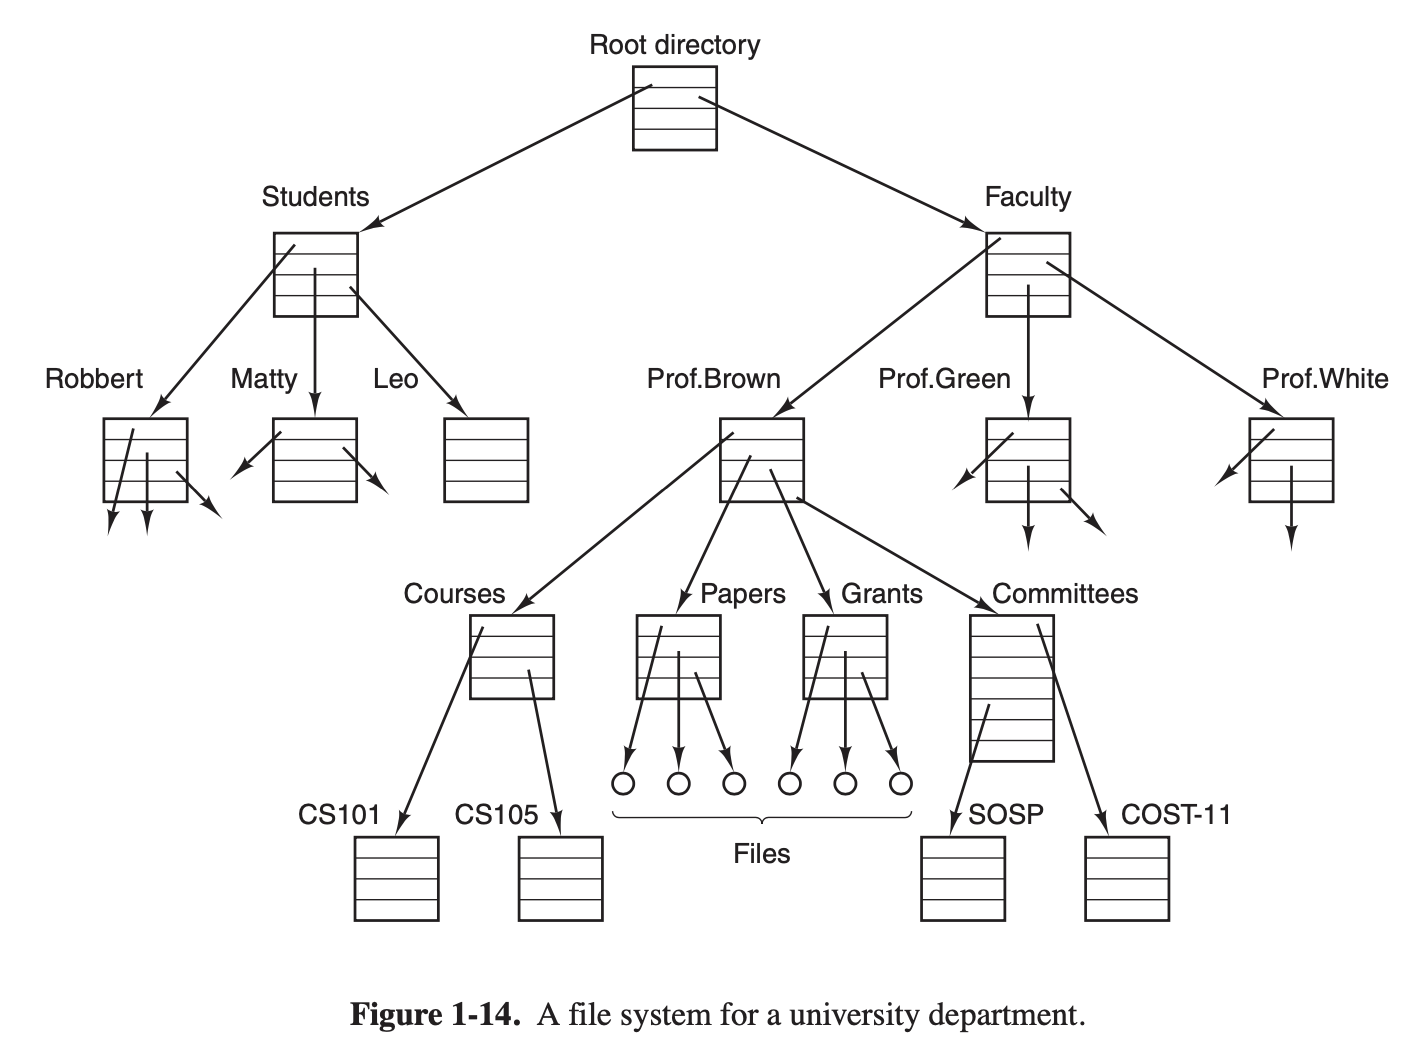 Root directory
Students
Faculty
Robbert
Matty
Leo
Prof.Brown
Prof.Green
Prof.White
Courses
Papers
Grants
Committees
CS101
CS105
SOSP
COST-11
Files
Figure 1-14. A file system for a university department.